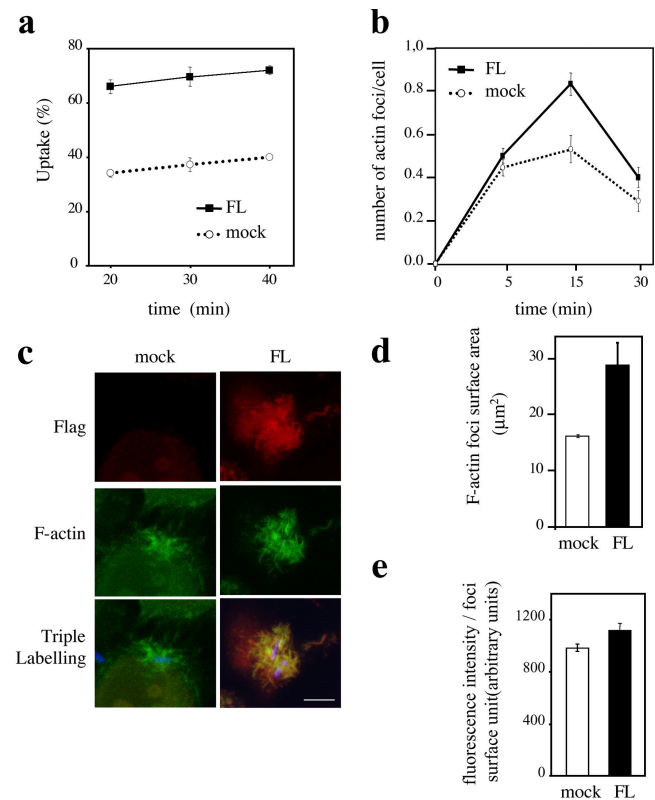 a
80
60
40
20
0
Uptake (%)
FL
mock
20 30 40
time (min)
b
1,0
0.8
0.6
0.4
0.2
0.0
number of actin foci/cell
FL
mock
0 5 15 30
time (min)
c
mock FL
Flag
F-actin
Triple
Labelling
d
30
20
10
0
F-actin foci surface area
(μm²)
mock FL
e
1200
800
400
0
fluorescence intensity / foci
surface unit(arbitrary units)
mock FL